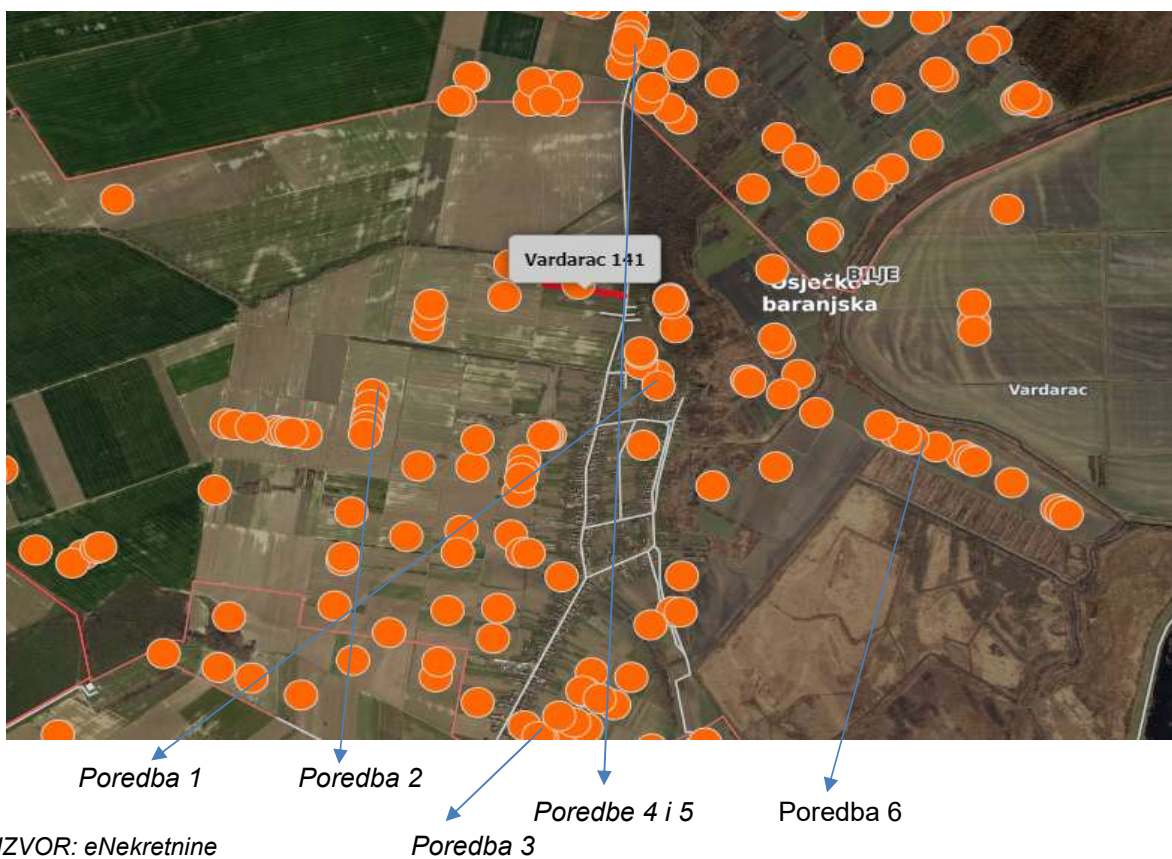 Vardarac 141
BILJE
Osječko-
baranjska
Vardarac
Poredba 1
Poredba 2
Poredbe 4 i 5
Poredba 6
IZVOR: eNekretnine
Poredba 3